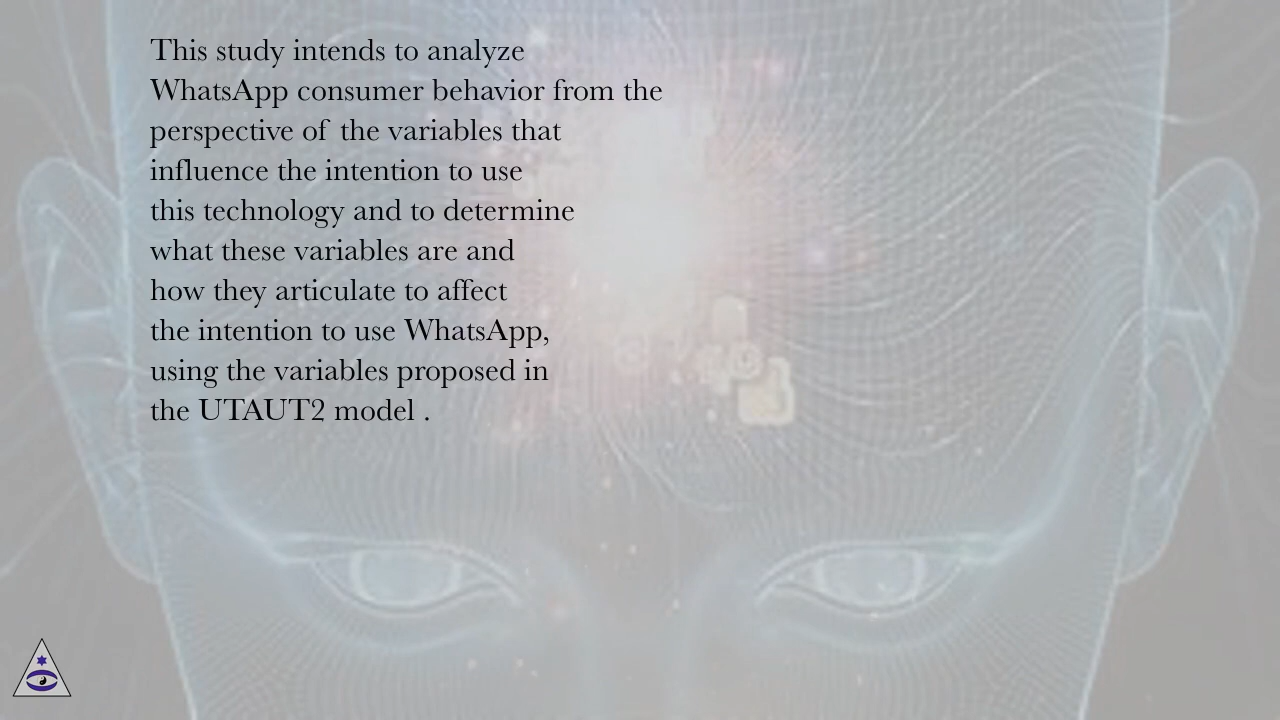 This study intends to analyze
WhatsApp consumer behavior from the
perspective of the variables that
influence the intention to use
this technology and to determine
what these variables are and
how they articulate to affect
the intention to use WhatsApp,
using the variables proposed in
the UTAUT2 model .